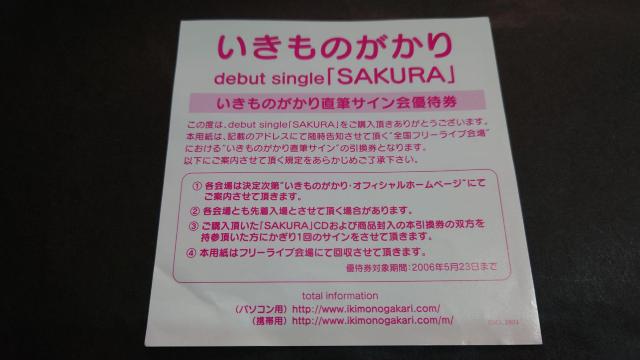 いきものがかり
debut single「SAKURA」
いきものがかり直筆サイン会優待券
この度は、debut single「SAKURA」をご購入頂きありがとうございます。
本用紙は、記載のアドレスにて随時告知させて頂く"全国フリーライブ会場"
における"いきものがかり直筆サイン"の引換券となります。
以下にご案内させて頂く規定をあらかじめご了承下さい。
① 各会場は決定次第"いきものがかり・オフィシャルホームページ"にて
ご案内させて頂きます。
② 各会場とも先着入場とさせて頂く場合があります。
③ ご購入頂いた「SAKURA」CDおよび商品封入の本引換券の双方を
持参頂いた方にかぎり1回のサインをさせて頂きます。
④ 本用紙はフリーライブ会場にて回収させて頂きます。
優待券対象期間：2006年5月23日まで
total information
（パソコン用）http://www.ikimonogakari.com/
（携帯用）http://www.ikimonogakari.com/m/